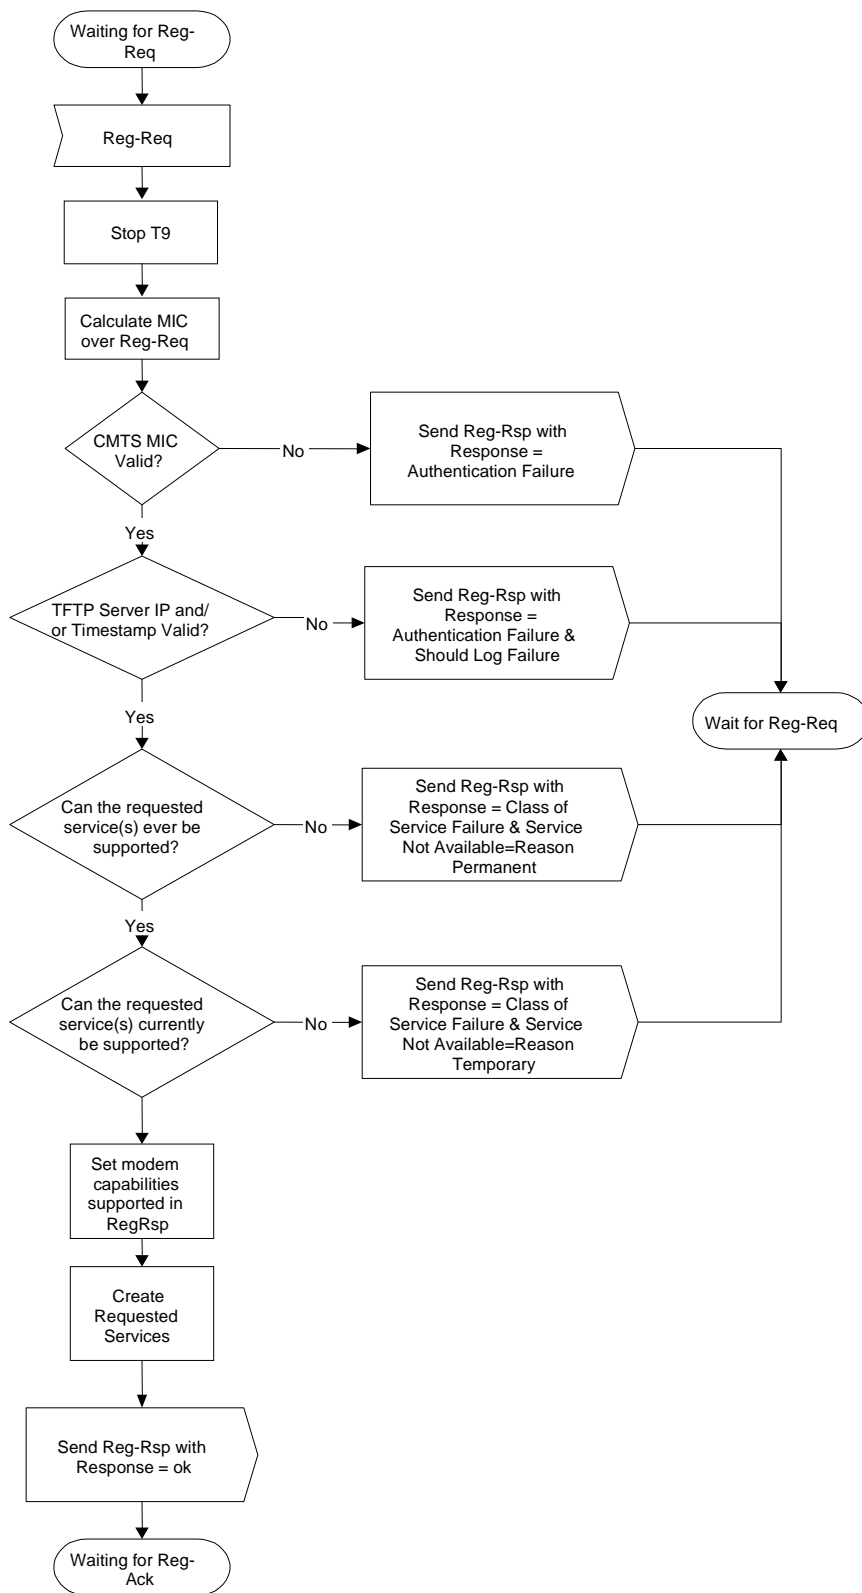 Waiting for Reg-
Req
Reg-Req
Stop T9
Calculate MIC
over Reg-Req
CMTS MIC
Valid?
No
Send Reg-Rsp with
Response =
Authentication Failure
Yes
TFTP Server IP and/
or Timestamp Valid?
No
Send Reg-Rsp with
Response =
Authentication Failure &
Should Log Failure
Yes
Wait for Reg-Req
Can the requested
service(s) ever be
supported?
No
Send Reg-Rsp with
Response = Class of
Service Failure & Service
Not Available=Reason
Permanent
Yes
Can the requested
service(s) currently
be supported?
No
Send Reg-Rsp with
Response = Class of
Service Failure & Service
Not Available=Reason
Temporary
Set modem
capabilities
supported in
RegRsp
Create
Requested
Services
Send Reg-Rsp with
Response = ok
Waiting for Reg-
Ack